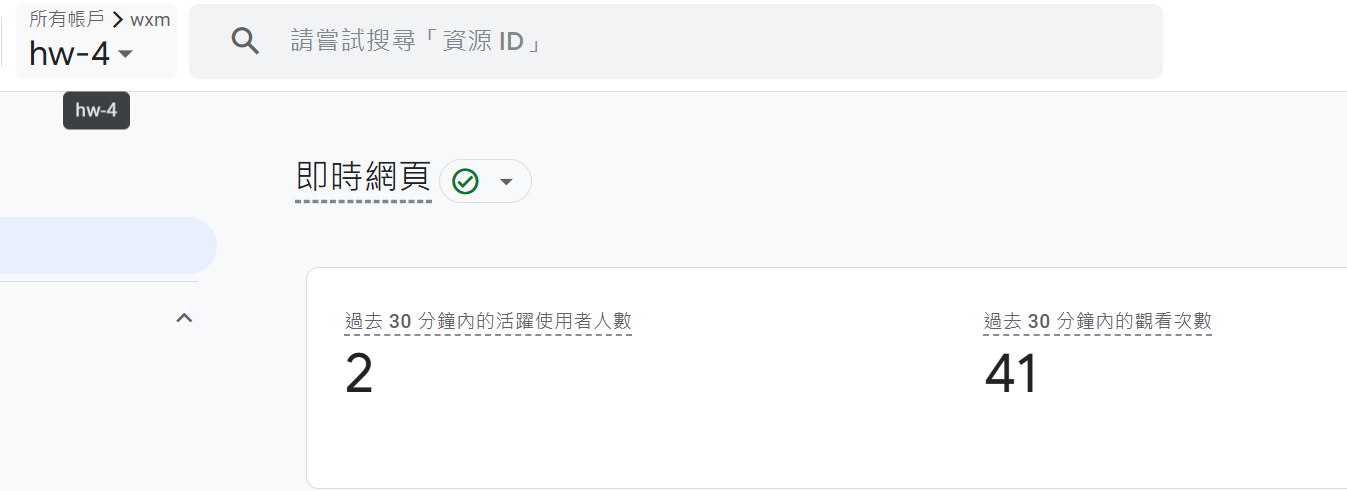 所有帳戶 > wxm
hw-4
請嘗試搜尋「資源 ID」
hw-4
即時網頁
過去 30 分鐘內的活躍使用者人數
2
過去 30 分鐘內的觀看次數
41